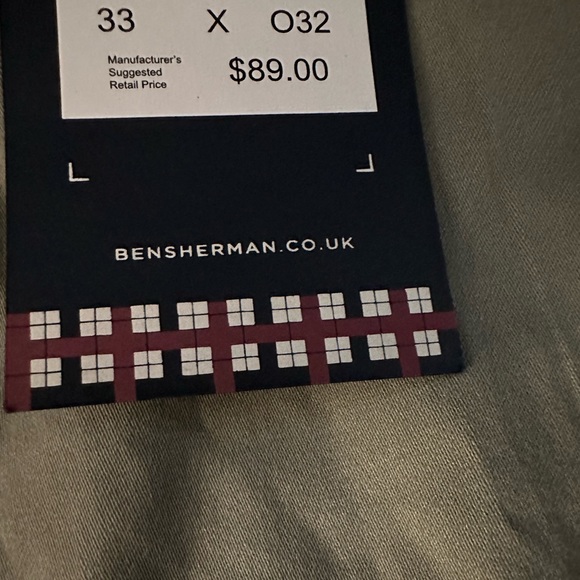 33 X O32
Manufacturer's
Suggested
Retail Price
$89.00
BENSHERMAN.CO.UK